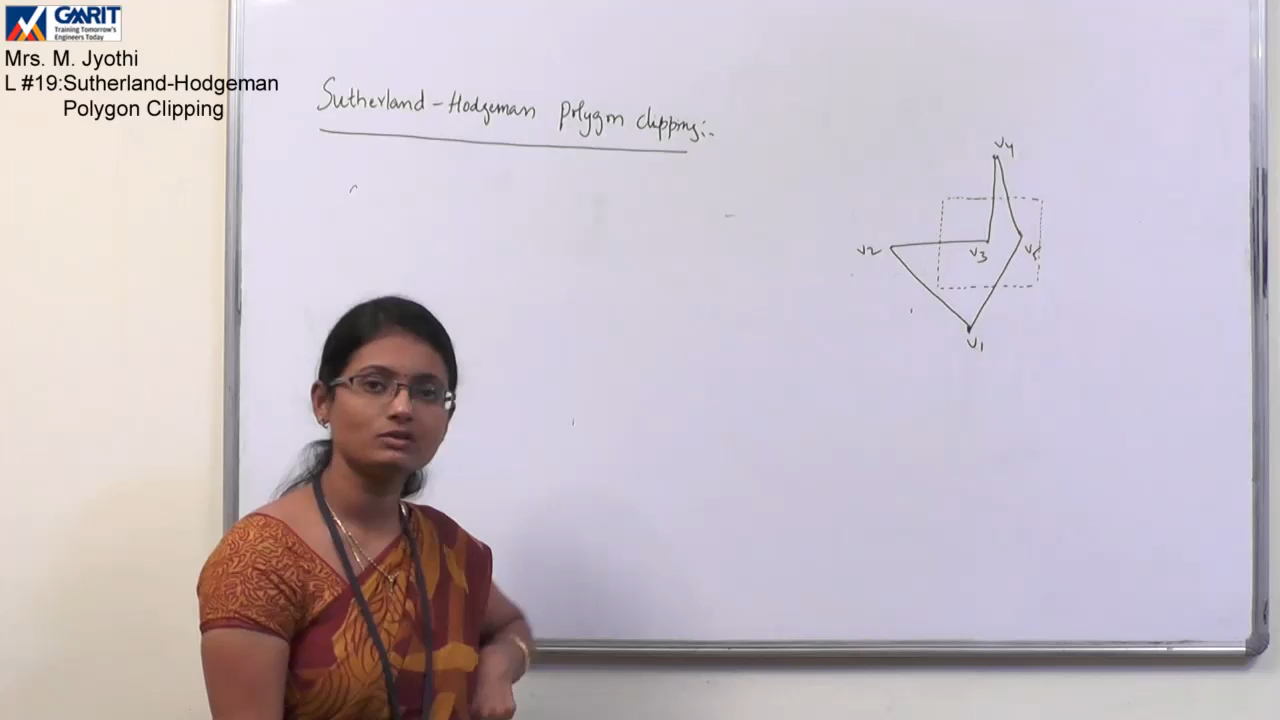 GMRIT
Training Tomorrow's
Engineers Today
Mrs. M. Jyothi
L #19:Sutherland-Hodgeman
Polygon Clipping
Sutherland - Hodgeman polygon clipping:-
V4
V2
V3
V5
V1